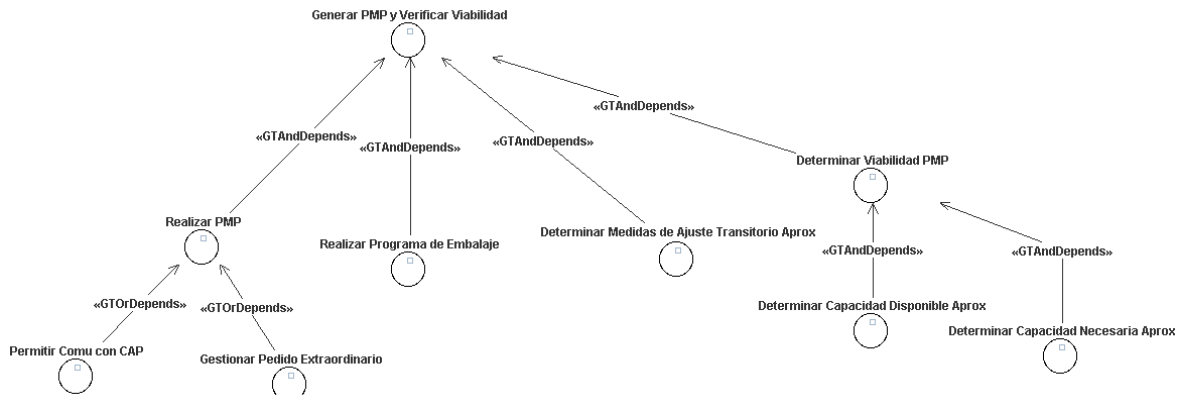 Generar PMP y Verificar Viabilidad
«GTAndDepends»
«GTAndDepends»
«GTAndDepends»
«GTAndDepends»
Determinar Viabilidad PMP
Realizar PMP
Realizar Programa de Embalaje
Determinar Medidas de Ajuste Transitorio Aprox
«GTAndDepends»
«GTAndDepends»
«GTOrDepends»
«GTOrDepends»
Determinar Capacidad Disponible Aprox
Determinar Capacidad Necesaria Aprox
Permitir Comu con CAP
Gestionar Pedido Extraordinario